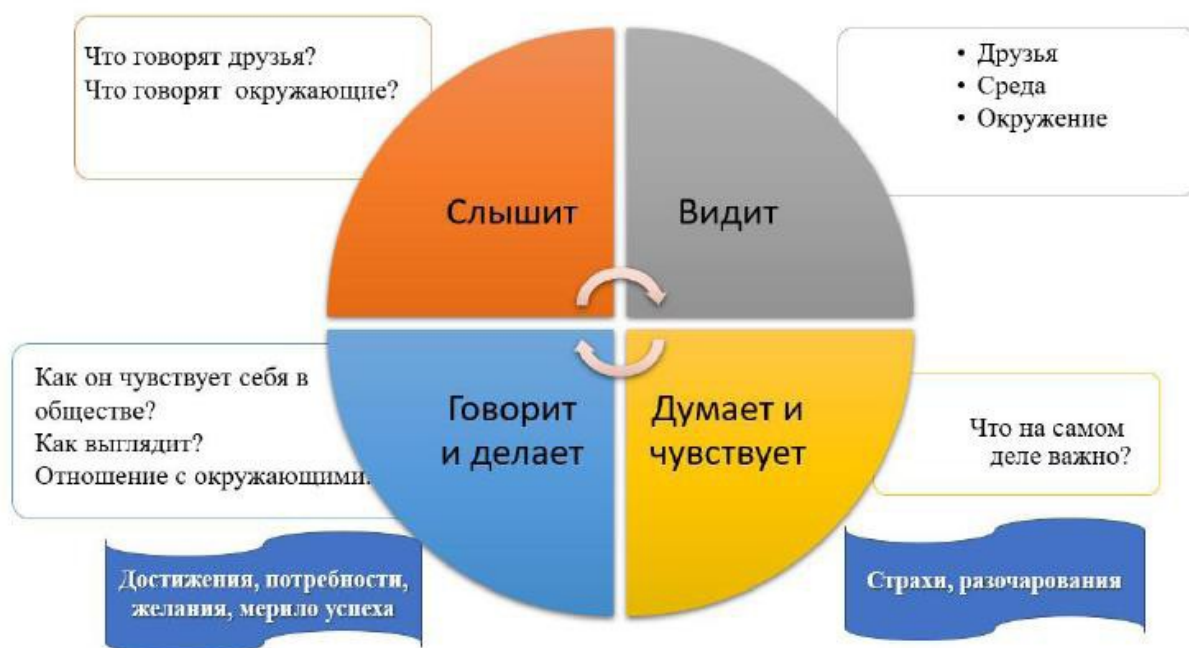 Что говорят друзья?
Что говорят окружающие?
• Друзья
• Среда
• Окружение
Слышит
Видит
Как он чувствует себя в
обществе?
Как выглядит?
Отношение с окружающими.
Говорит
и делает
Думает и
чувствует
Что на самом
деле важно?
Достижения, потребности,
желания, мерило успеха
Страхи, разочарования